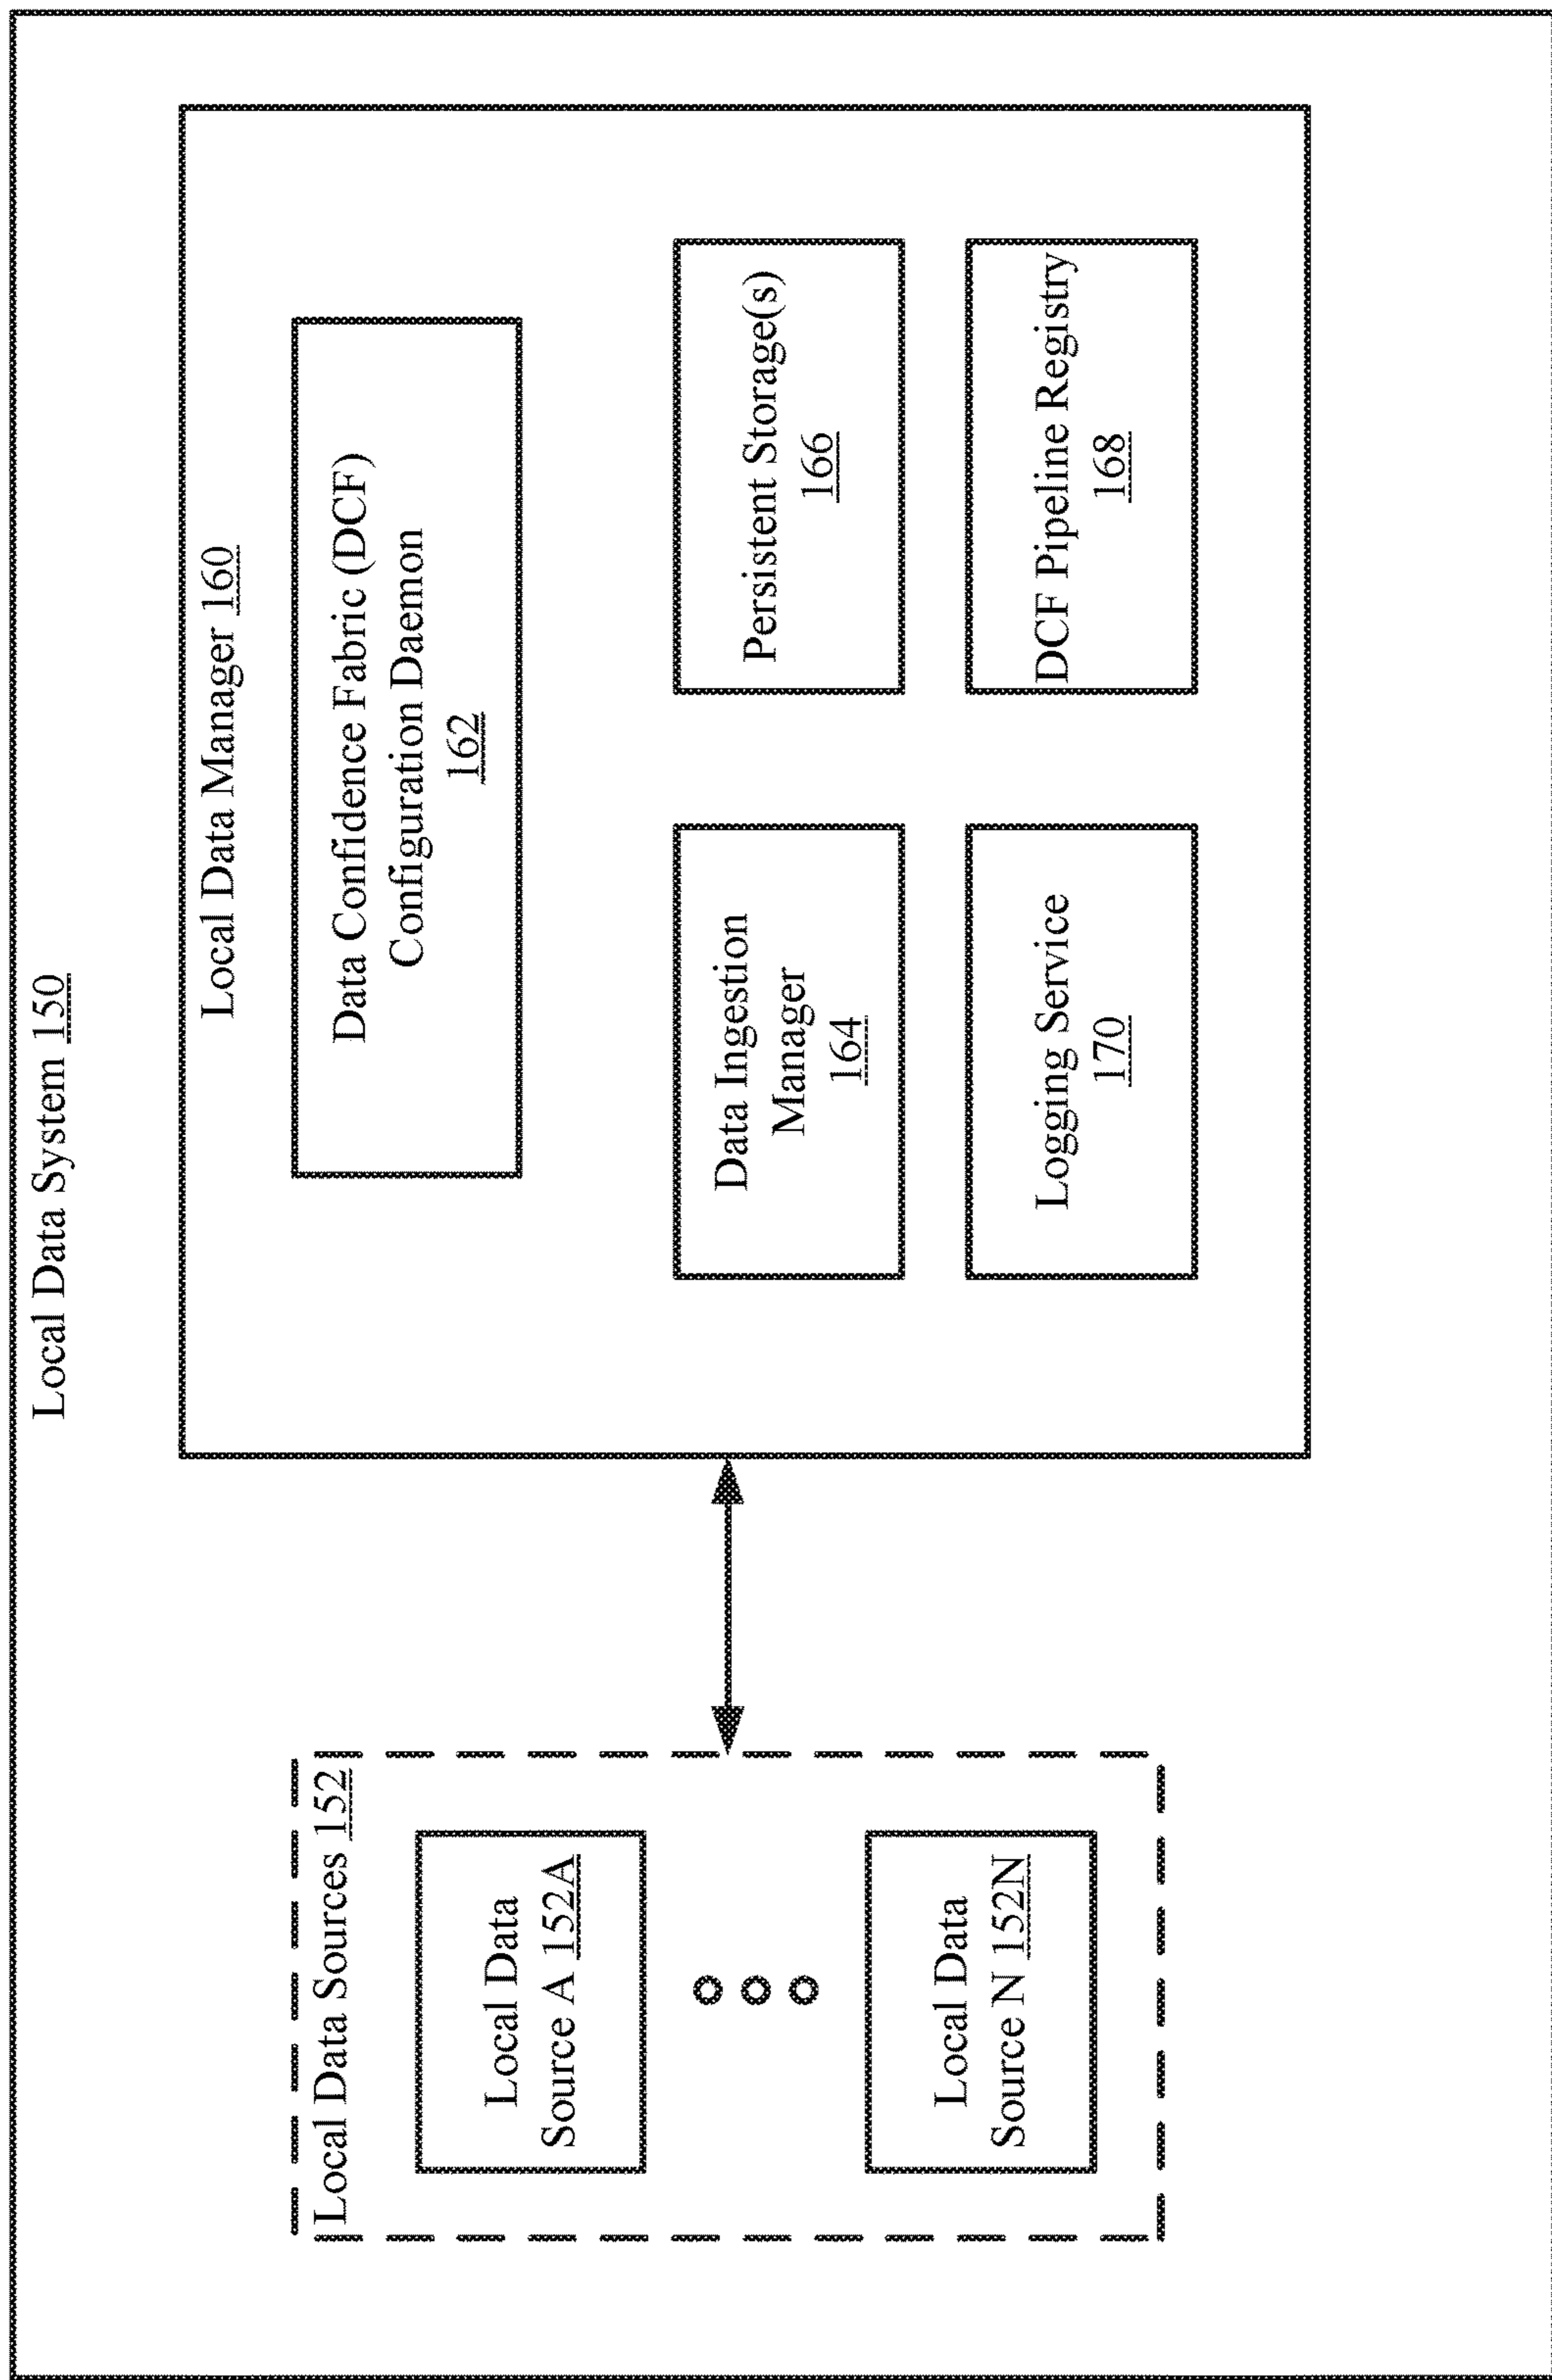 Local Data System 150
Local Data Sources 152
Local Data
Source A 152A
Local Data
Source N 152N
Local Data Manager 160
Data Confidence Fabric (DCF)
Configuration Daemon
162
Data Ingestion
Manager
164
Persistent Storage(s)
166
Logging Service
170
DCF Pipeline Registry
168